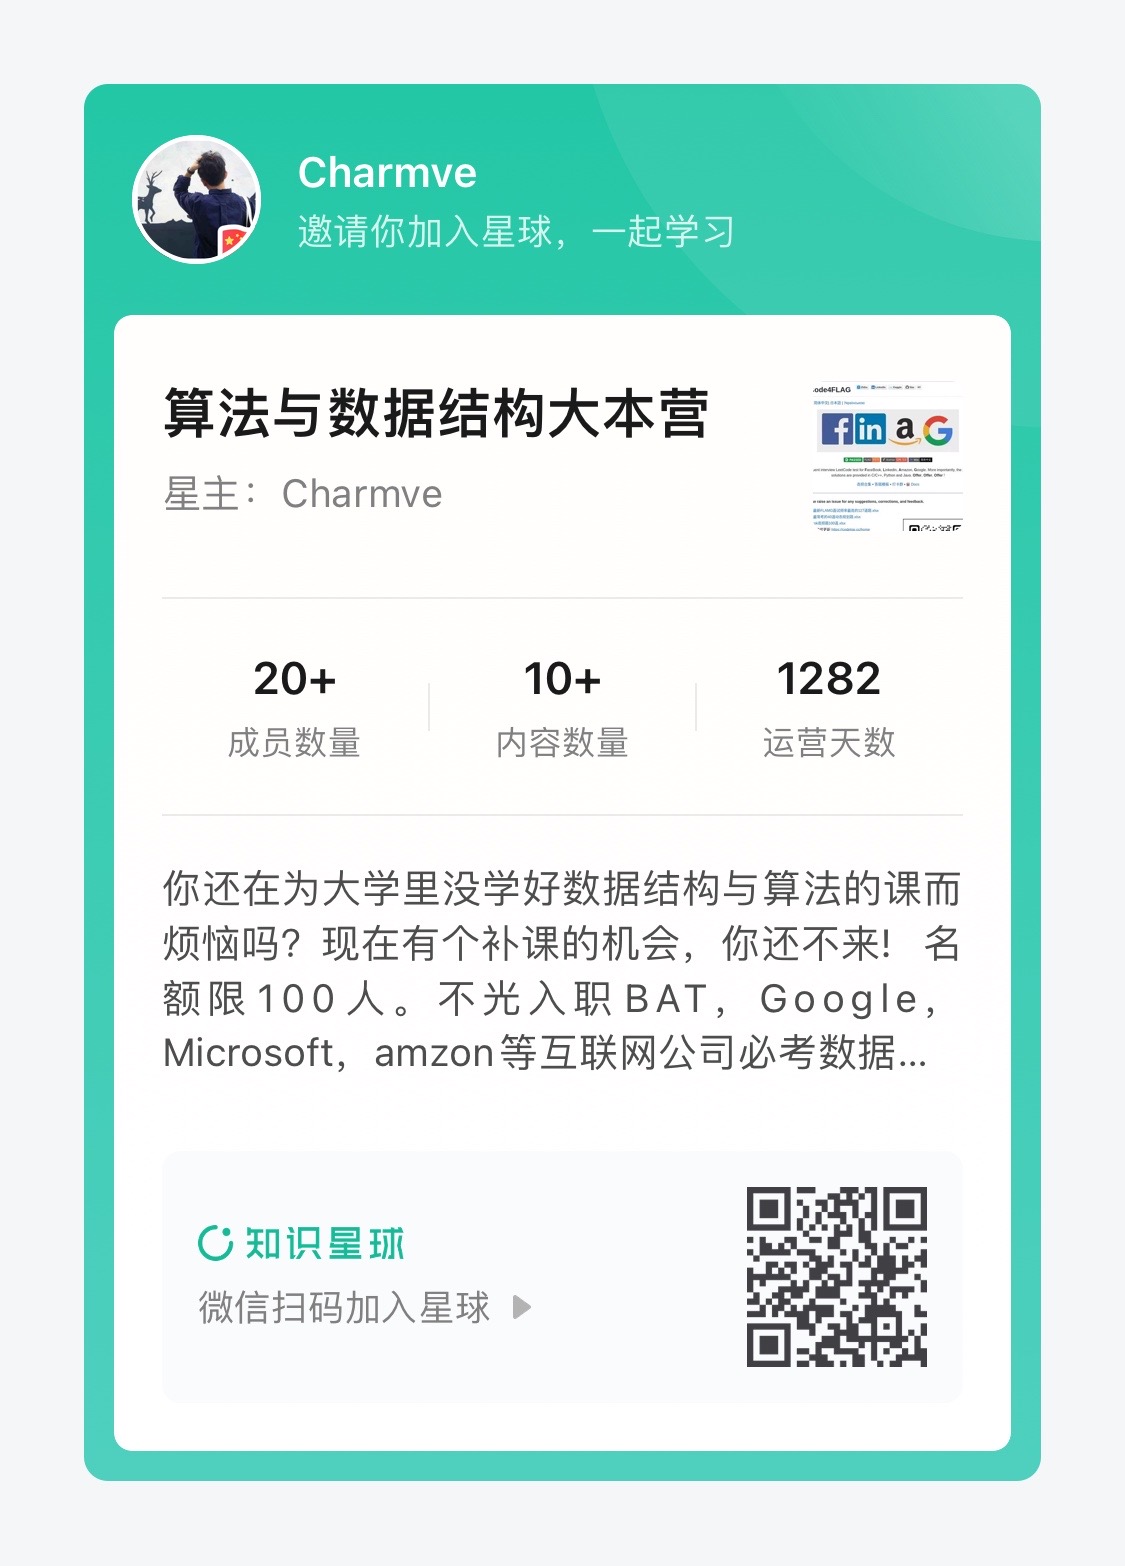 Charmve
邀请你加入星球，一起学习
算法与数据结构大本营
星主：Charmve
ode4FLAG
20+
成员数量
10+
内容数量
1282
运营天数
你还在为大学里没学好数据结构与算法的课而
烦恼吗？现在有个补课的机会，你还不来！名
额限100人。不光入职BAT，Google，
Microsoft，amzon等互联网公司必考数据...
知识星球
微信扫码加入星球